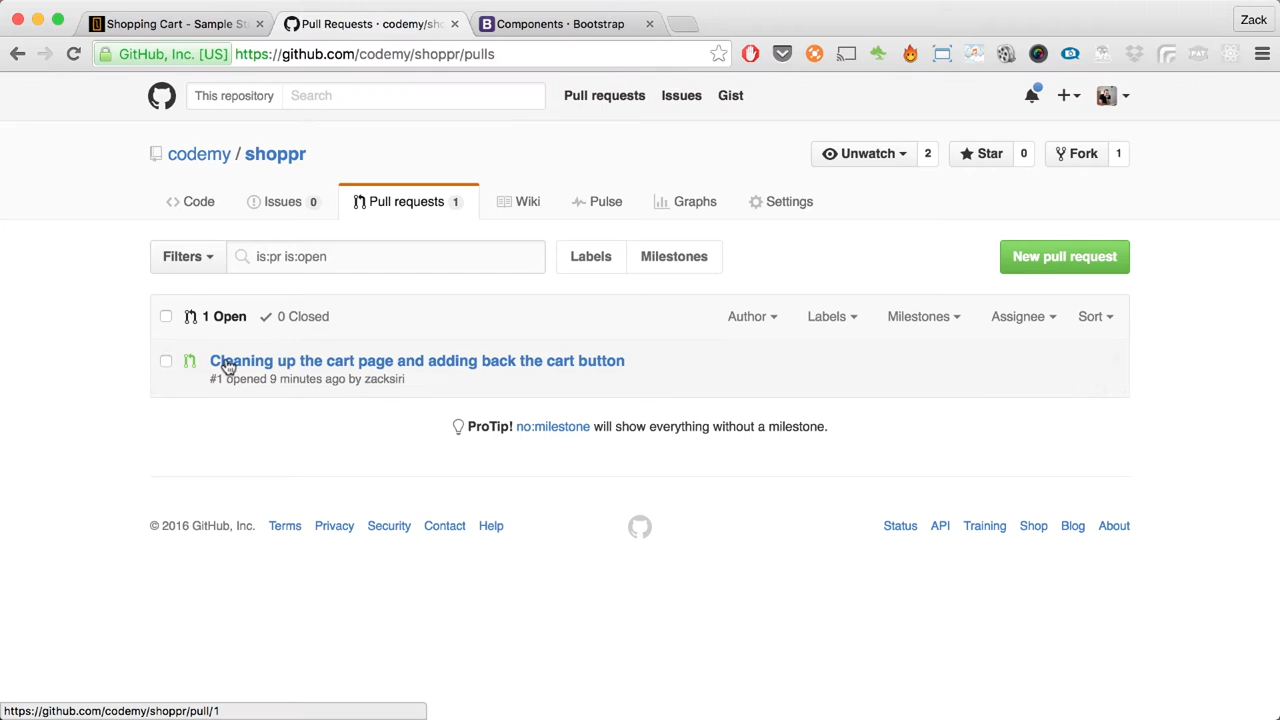 Shopping Cart - Sample St
Pull Requests · codemy/sho
Components · Bootstrap
Zack
GitHub, Inc. [US] https://github.com/codemy/shoppr/pulls
This repository Search Pull requests Issues Gist
codemy / shoppr
Unwatch 2 Star 0 Fork 1
Code Issues 0 Pull requests 1 Wiki Pulse Graphs Settings
Filters is:pr is:open Labels Milestones New pull request
1 Open 0 Closed Author Labels Milestones Assignee Sort
Cleaning up the cart page and adding back the cart button
#1 opened 9 minutes ago by zacksiri
ProTip! no:milestone will show everything without a milestone.
© 2016 GitHub, Inc. Terms Privacy Security Contact Help Status API Training Shop Blog About
https://github.com/codemy/shoppr/pull/1